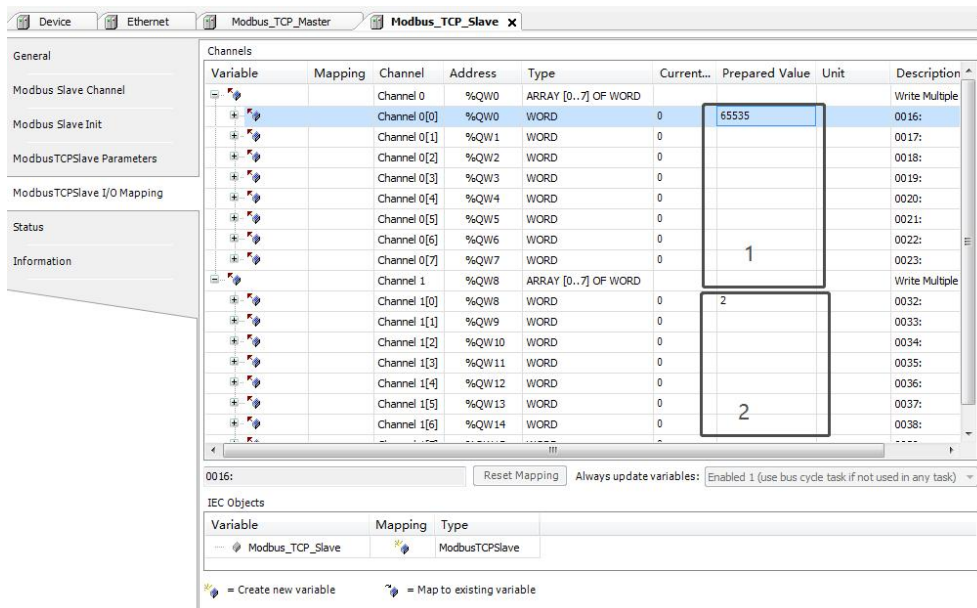 Device Ethernet Modbus_TCP_Master Modbus_TCP_Slave x
General
Modbus Slave Channel
Modbus Slave Init
ModbusTCPSlave Parameters
ModbusTCPSlave I/O Mapping
Status
Information
Channels
Variable Mapping Channel Address Type Current... Prepared Value Unit Description
Channel 0 %QW0 ARRAY [0..7] OF WORD Write Multiple
Channel 0[0] %QW0 WORD 0 65535 0016:
Channel 0[1] %QW1 WORD 0 0017:
Channel 0[2] %QW2 WORD 0 0018:
Channel 0[3] %QW3 WORD 0 0019:
Channel 0[4] %QW4 WORD 0 0020:
Channel 0[5] %QW5 WORD 0 0021:
Channel 0[6] %QW6 WORD 0 0022:
Channel 0[7] %QW7 WORD 0 0023:
1
Channel 1 %QW8 ARRAY [0..7] OF WORD Write Multiple
Channel 1[0] %QW8 WORD 0 2 0032:
Channel 1[1] %QW9 WORD 0 0033:
Channel 1[2] %QW10 WORD 0 0034:
Channel 1[3] %QW11 WORD 0 0035:
Channel 1[4] %QW12 WORD 0 0036:
Channel 1[5] %QW13 WORD 0 0037:
Channel 1[6] %QW14 WORD 0 0038:
2
0016: Reset Mapping Always update variables: Enabled 1 (use bus cycle task if not used in any task)
IEC Objects
Variable Mapping Type
Modbus_TCP_Slave ModbusTCPSlave
= Create new variable = Map to existing variable